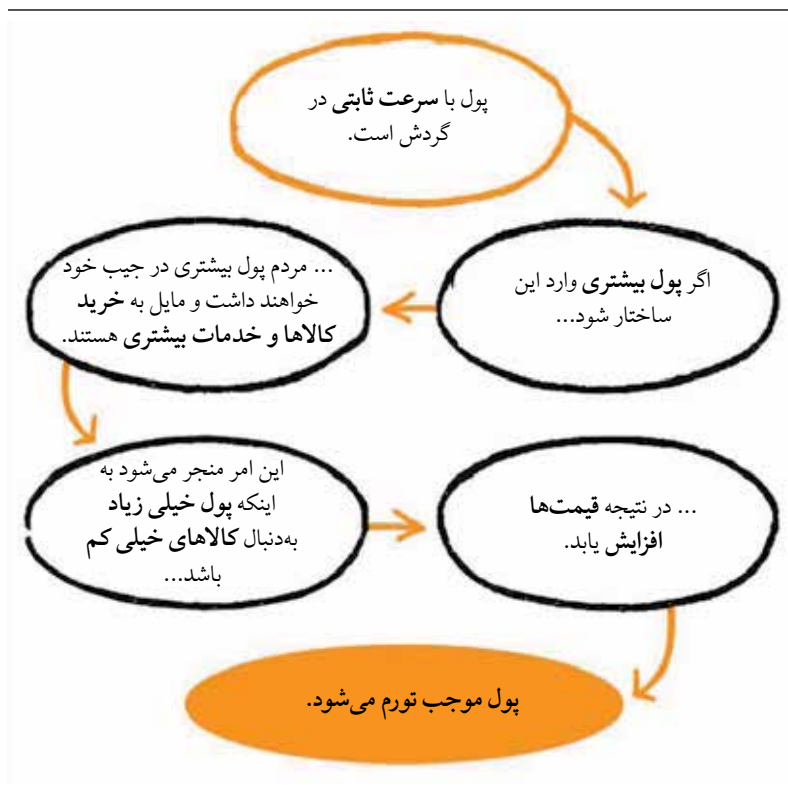 پول با سرعت ثابتی در
گردش است.
اگر پول بیشتری وارد این
ساختار شود...
... مردم پول بیشتری در جیب خود
خواهند داشت و مایل به خرید
کالاها و خدمات بیشتری هستند.
این امر منجر می‌شود به
اینکه پول خیلی زیاد
به‌دنبال کالاهای خیلی کم
باشد...
... در نتیجه قیمت‌ها
افزایش یابد.
پول موجب تورم می‌شود.